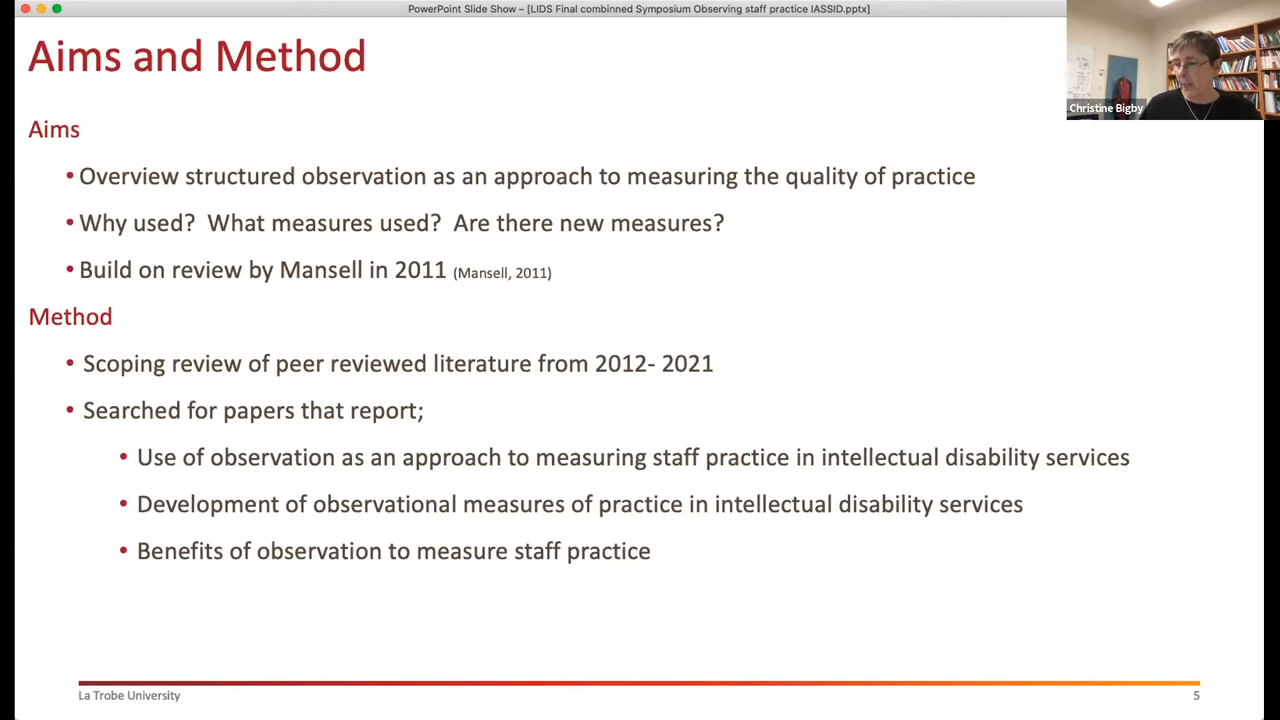 PowerPoint Slide Show – [LIDS Final combinned Symposium Observing staff practice IASSID.pptx]
Aims and Method
Christine Bigby
Aims
• Overview structured observation as an approach to measuring the quality of practice
• Why used? What measures used? Are there new measures?
• Build on review by Mansell in 2011 (Mansell, 2011)
Method
• Scoping review of peer reviewed literature from 2012- 2021
• Searched for papers that report;
• Use of observation as an approach to measuring staff practice in intellectual disability services
• Development of observational measures of practice in intellectual disability services
• Benefits of observation to measure staff practice
La Trobe University
5